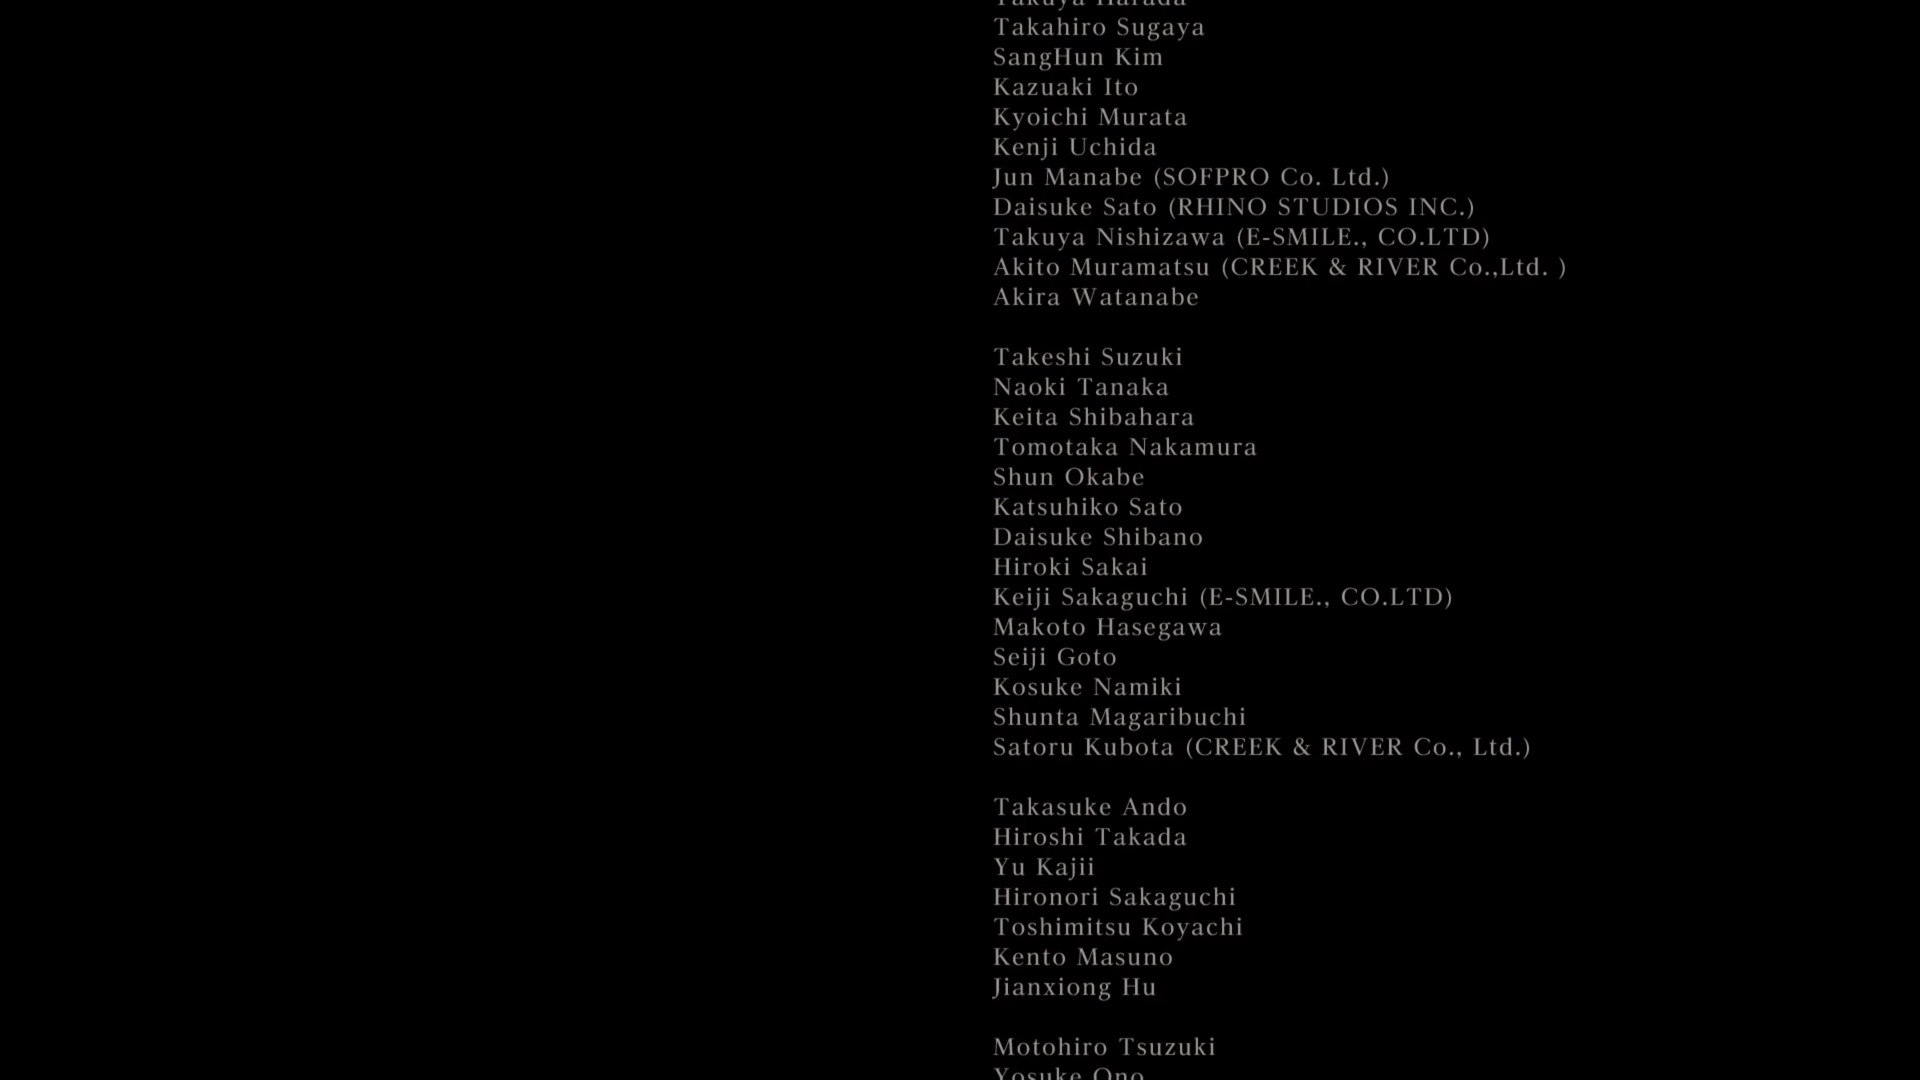 Takuya Harada
Takahiro Sugaya
SangHun Kim
Kazuaki Ito
Kyoichi Murata
Kenji Uchida
Jun Manabe (SOFPRO Co. Ltd.)
Daisuke Sato (RHINO STUDIOS INC.)
Takuya Nishizawa (E-SMILE., CO.LTD)
Akito Muramatsu (CREEK & RIVER Co.,Ltd. )
Akira Watanabe
Takeshi Suzuki
Naoki Tanaka
Keita Shibahara
Tomotaka Nakamura
Shun Okabe
Katsuhiko Sato
Daisuke Shibano
Hiroki Sakai
Keiji Sakaguchi (E-SMILE., CO.LTD)
Makoto Hasegawa
Seiji Goto
Kosuke Namiki
Shunta Magaribuchi
Satoru Kubota (CREEK & RIVER Co., Ltd.)
Takasuke Ando
Hiroshi Takada
Yu Kajii
Hironori Sakaguchi
Toshimitsu Koyachi
Kento Masuno
Jianxiong Hu
Motohiro Tsuzuki
Yosuke Ono